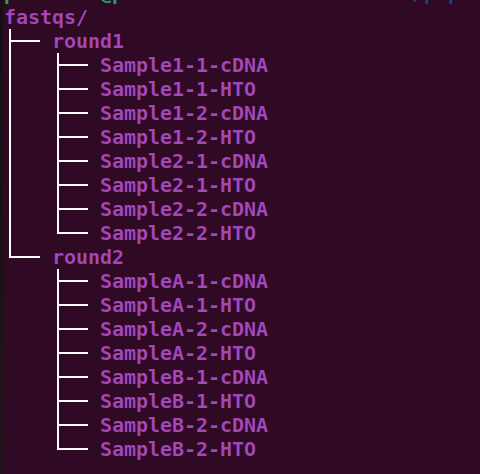 fastqs/
round1
Sample1-1-cDNA
Sample1-1-HTO
Sample1-2-cDNA
Sample1-2-HTO
Sample2-1-cDNA
Sample2-1-HTO
Sample2-2-cDNA
Sample2-2-HTO
round2
SampleA-1-cDNA
SampleA-1-HTO
SampleA-2-cDNA
SampleA-2-HTO
SampleB-1-cDNA
SampleB-1-HTO
SampleB-2-cDNA
SampleB-2-HTO